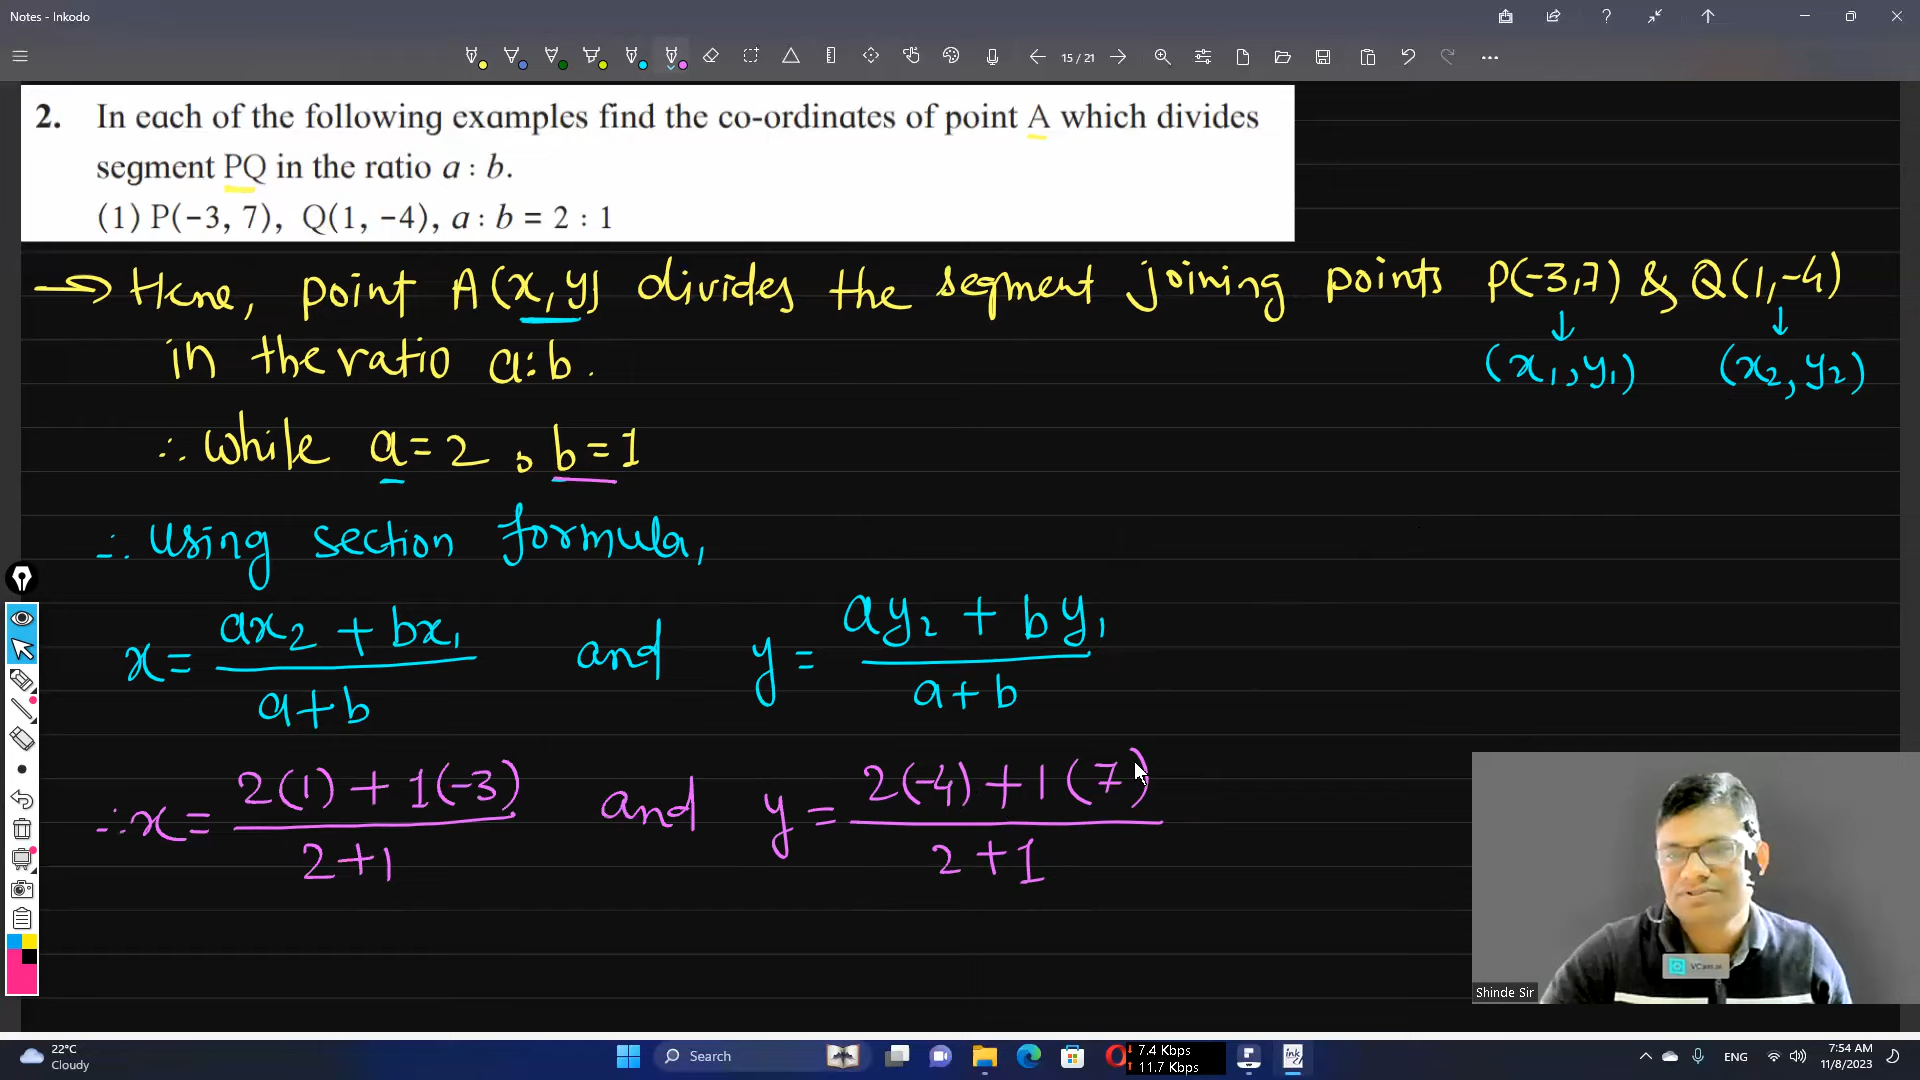 Notes - Inkodo
15 / 21
2. In each of the following examples find the co-ordinates of point A which divides
segment PQ in the ratio a : b.
(1) P(−3, 7), Q(1, −4), a : b = 2 : 1
→ Here, point A(x,y) divides the segment joining points P(-3,7) & Q(1,-4)
↓ ↓
in the ratio a:b. (x₁,y₁) (x₂,y₂)
∴ while a=2, b=1
∴ using section formula,
x = (ax₂ + bx₁)/(a+b) and y = (ay₂ + by₁)/(a+b)
∴ x = (2(1) + 1(-3))/(2+1) and y = (2(-4) + 1(7))/(2+1)
VCam.ai
Shinde Sir
22°C
Cloudy
Search
7.4 Kbps
11.7 Kbps
ENG
7:54 AM
11/8/2023